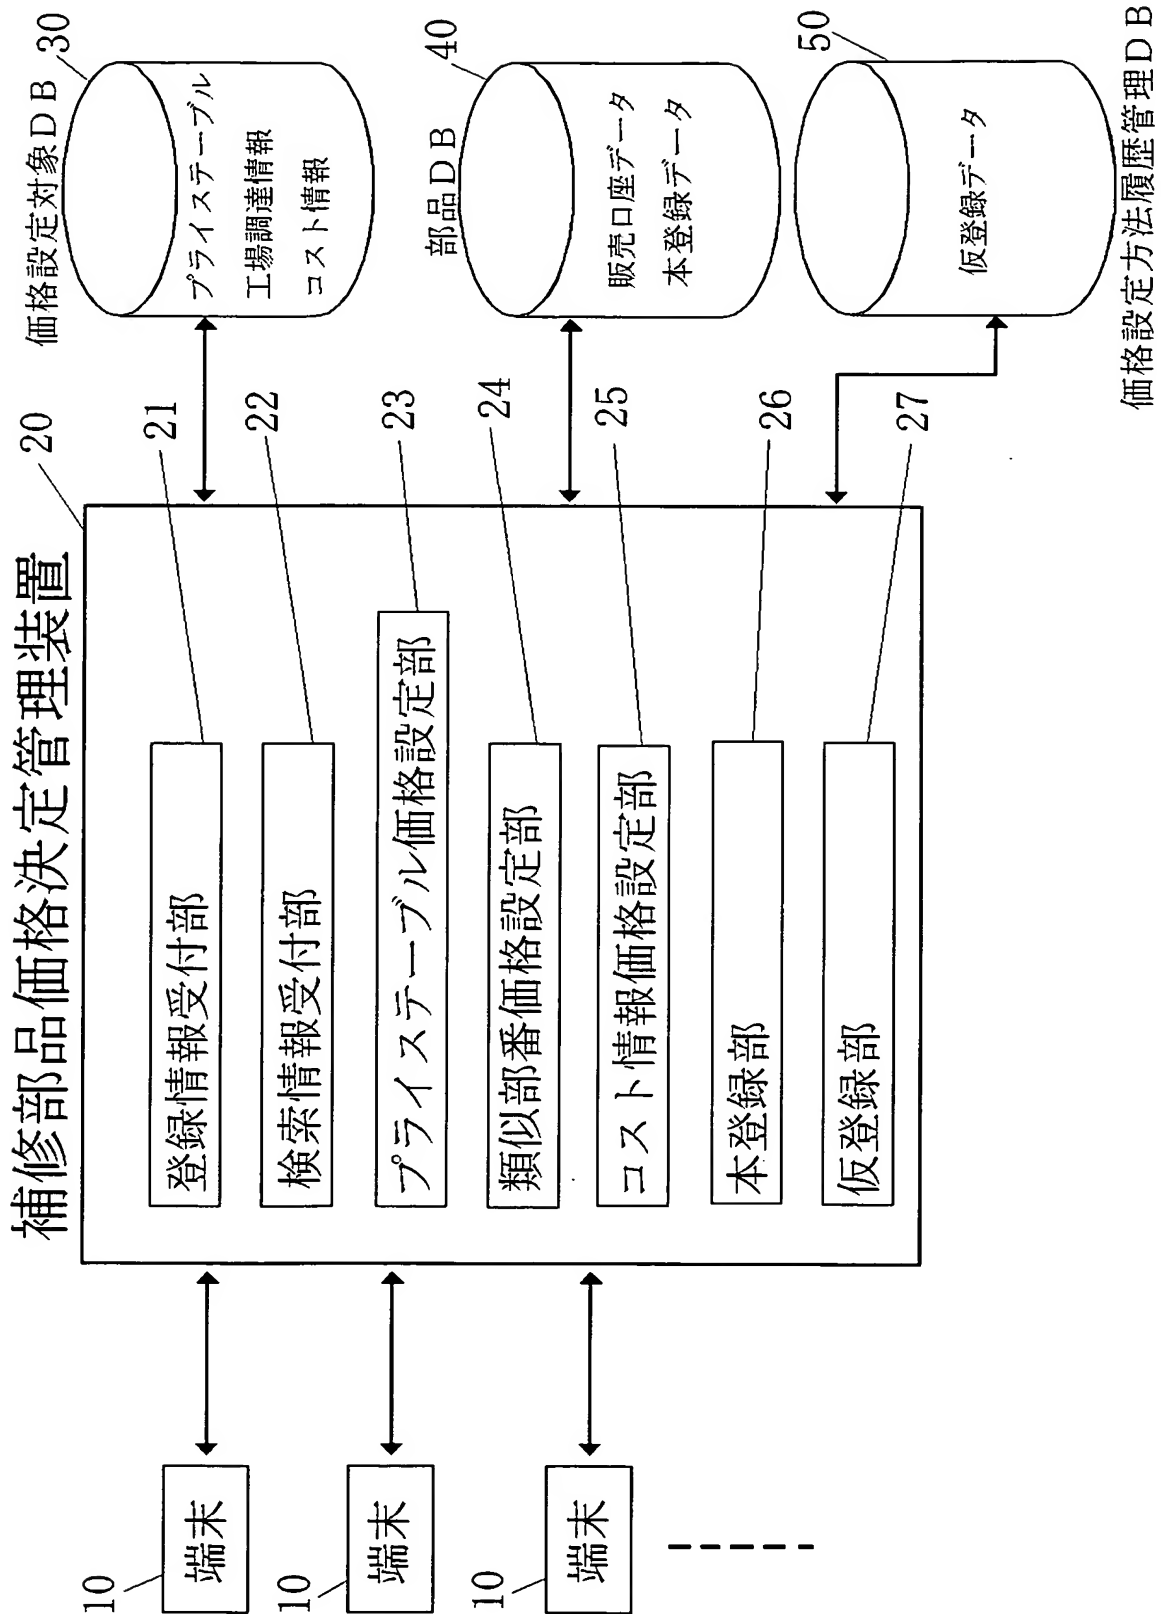 補修部品価格決定管理装置
20
10
端末
10
端末
10
端末
登録情報受付部
21
検索情報受付部
22
プライステーブル価格設定部
23
類似部番価格設定部
24
コスト情報価格設定部
25
本登録部
26
仮登録部
27
価格設定対象DB
30
プライステーブル
工場調達情報
コスト情報
部品DB
40
販売口座データ
本登録データ
50
仮登録データ
価格設定方法履歴管理DB